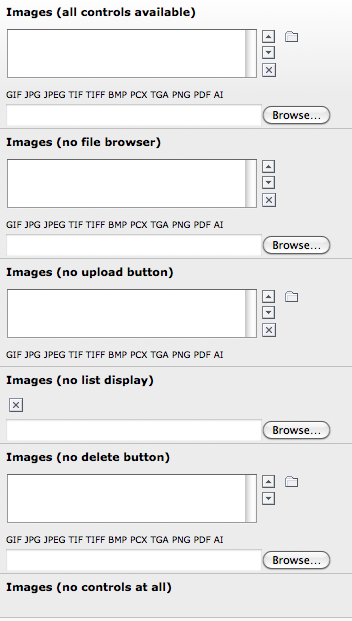 Images (all controls available)
GIF JPG JPEG TIF TIFF BMP PCX TGA PNG PDF AI
Browse...
Images (no file browser)
GIF JPG JPEG TIF TIFF BMP PCX TGA PNG PDF AI
Browse...
Images (no upload button)
GIF JPG JPEG TIF TIFF BMP PCX TGA PNG PDF AI
Images (no list display)
Browse...
Images (no delete button)
GIF JPG JPEG TIF TIFF BMP PCX TGA PNG PDF AI
Browse...
Images (no controls at all)